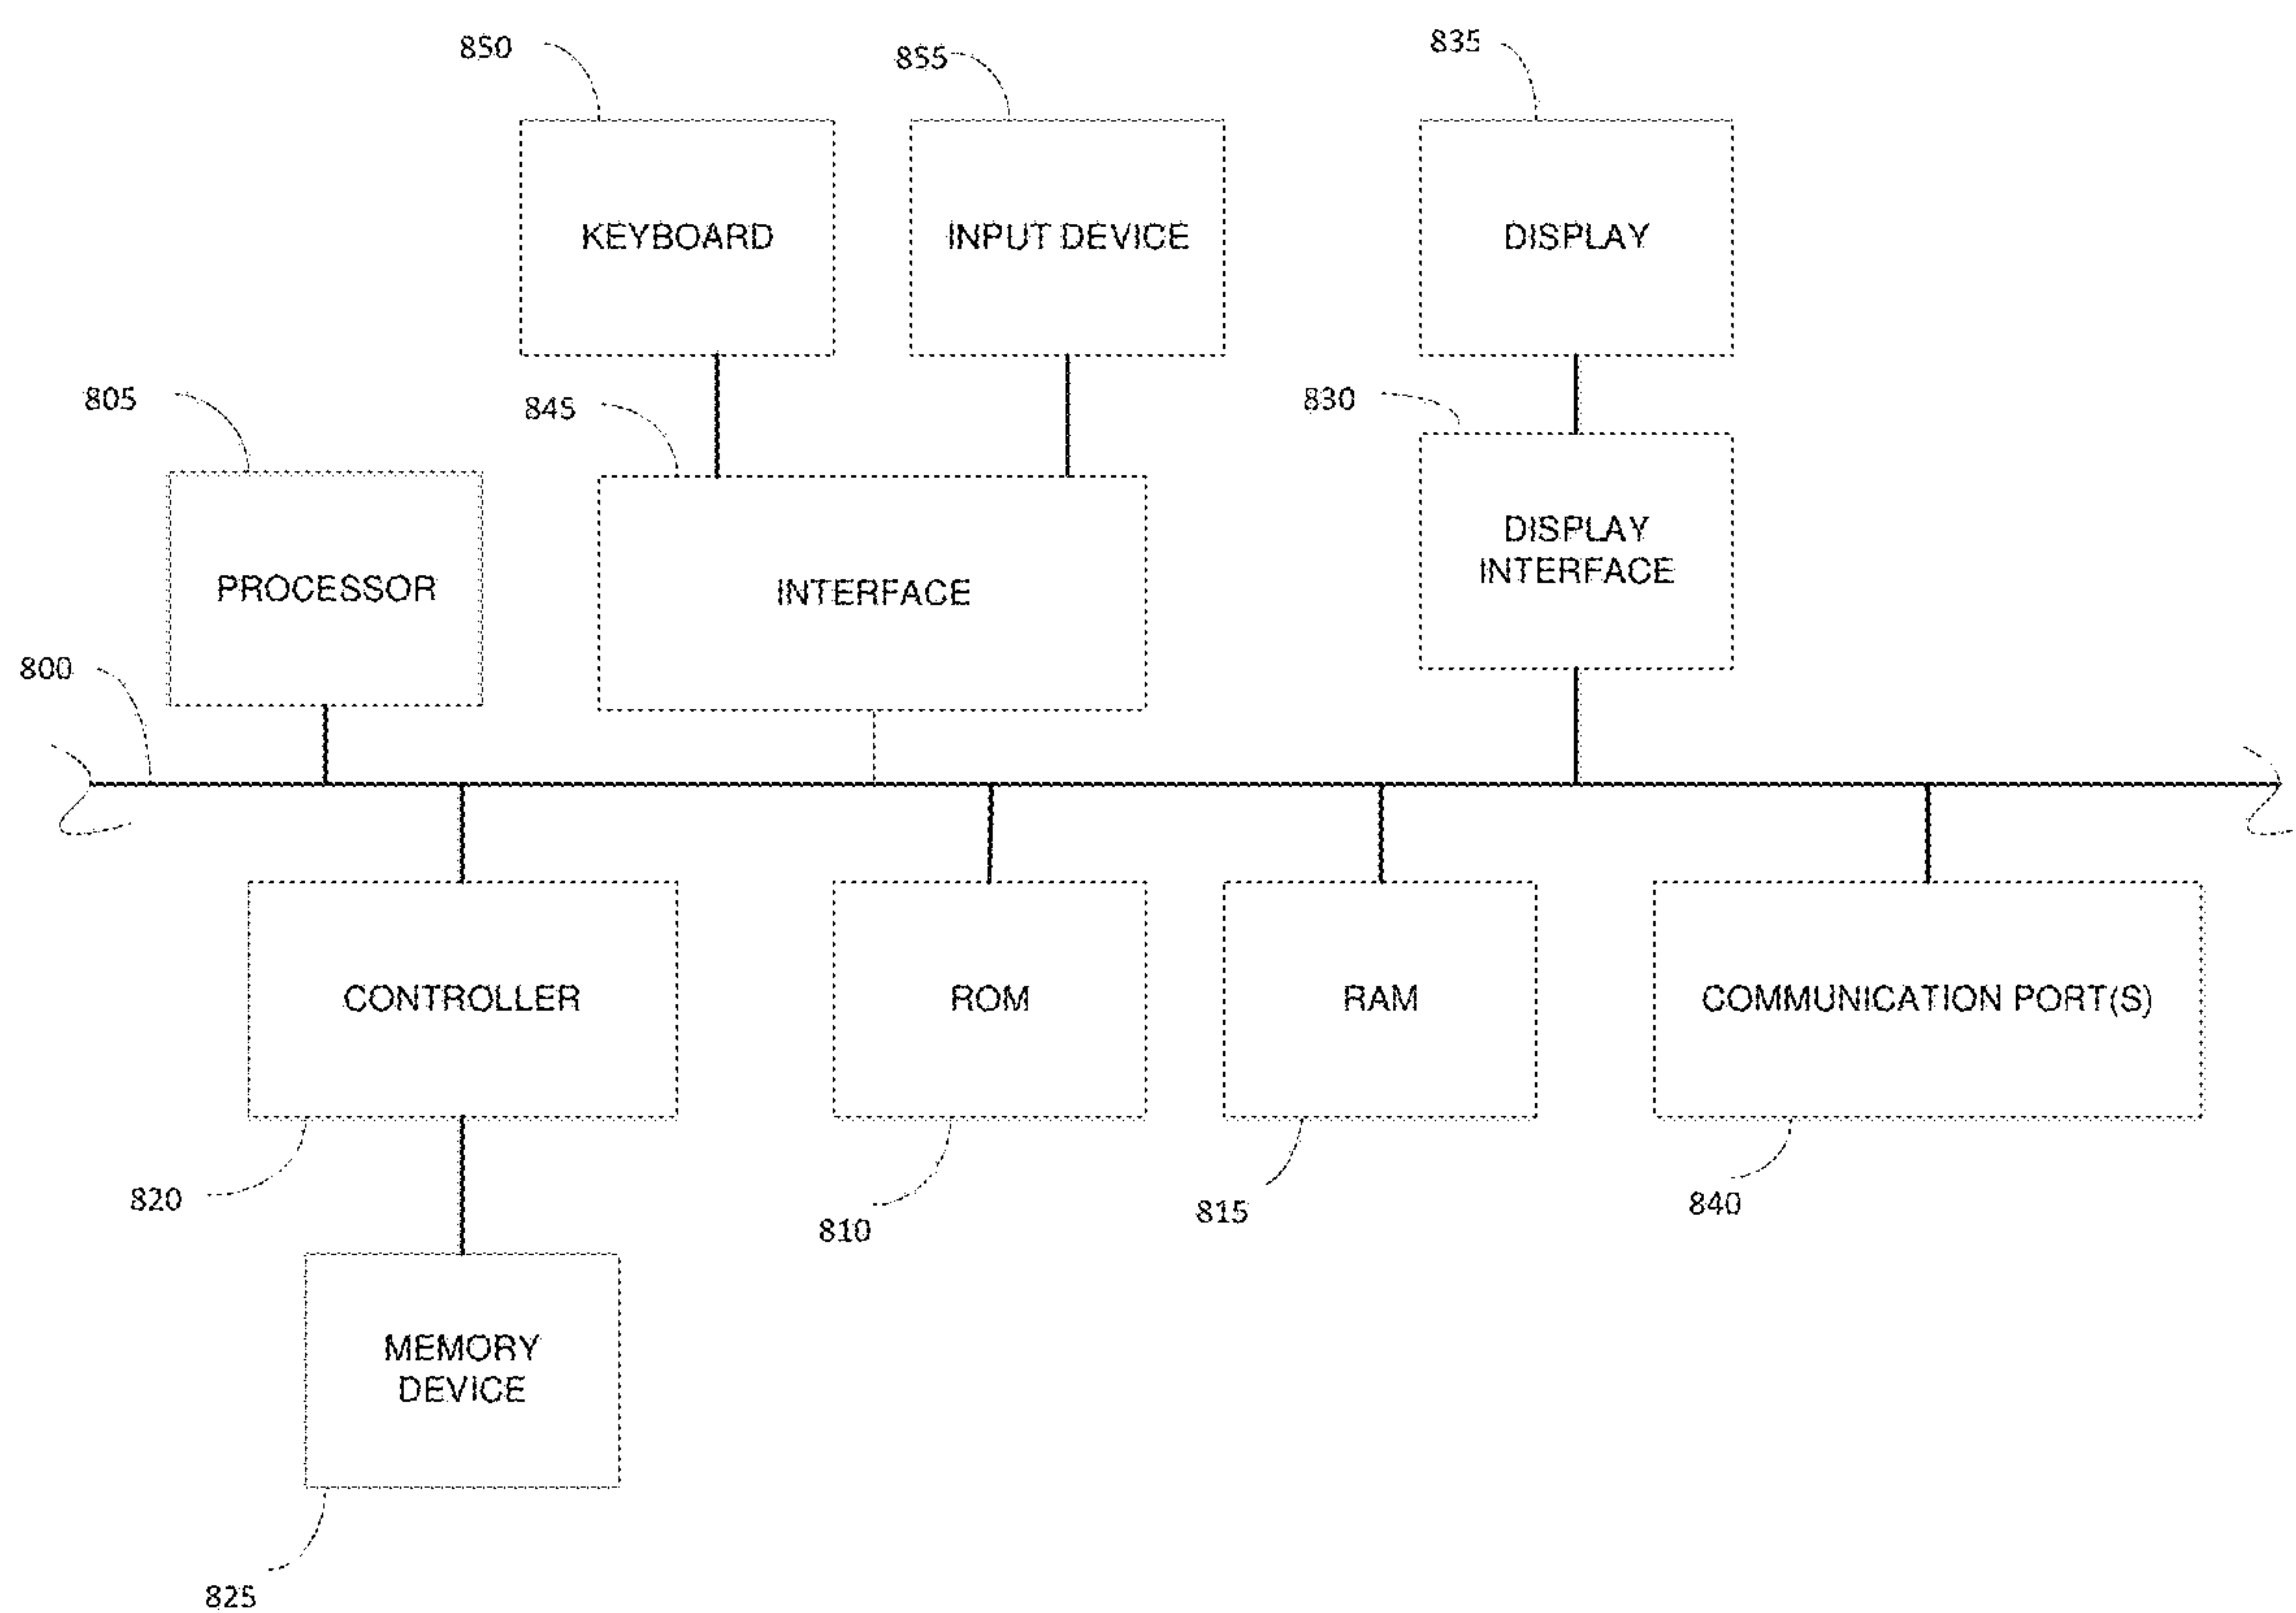 850
855
835
KEYBOARD
INPUT DEVICE
DISPLAY
805
845
830
PROCESSOR
INTERFACE
DISPLAY
INTERFACE
800
CONTROLLER
ROM
RAM
COMMUNICATION PORT(S)
820
810
815
840
MEMORY
DEVICE
825